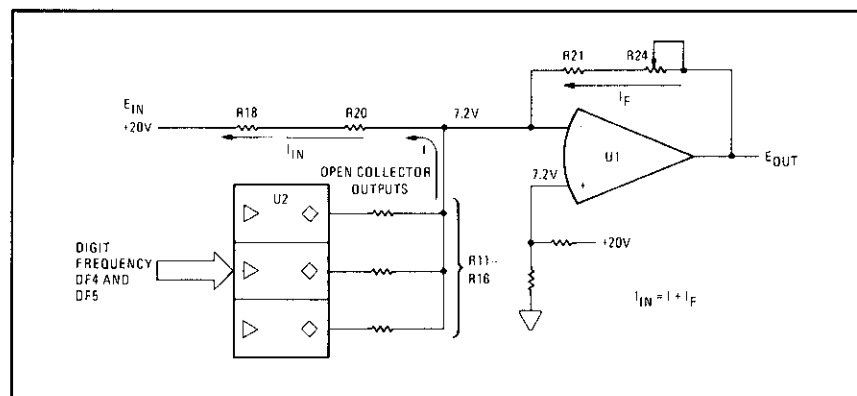 R21
R24
I_F
E_IN
+20V
R18
R20
7.2V
I_IN
I
-
U1
E_OUT
OPEN COLLECTOR
OUTPUTS
7.2V
+
U2
+20V
DIGIT
FREQUENCY
DF4 AND
DF5
R11-
R16
I_IN = I + I_F